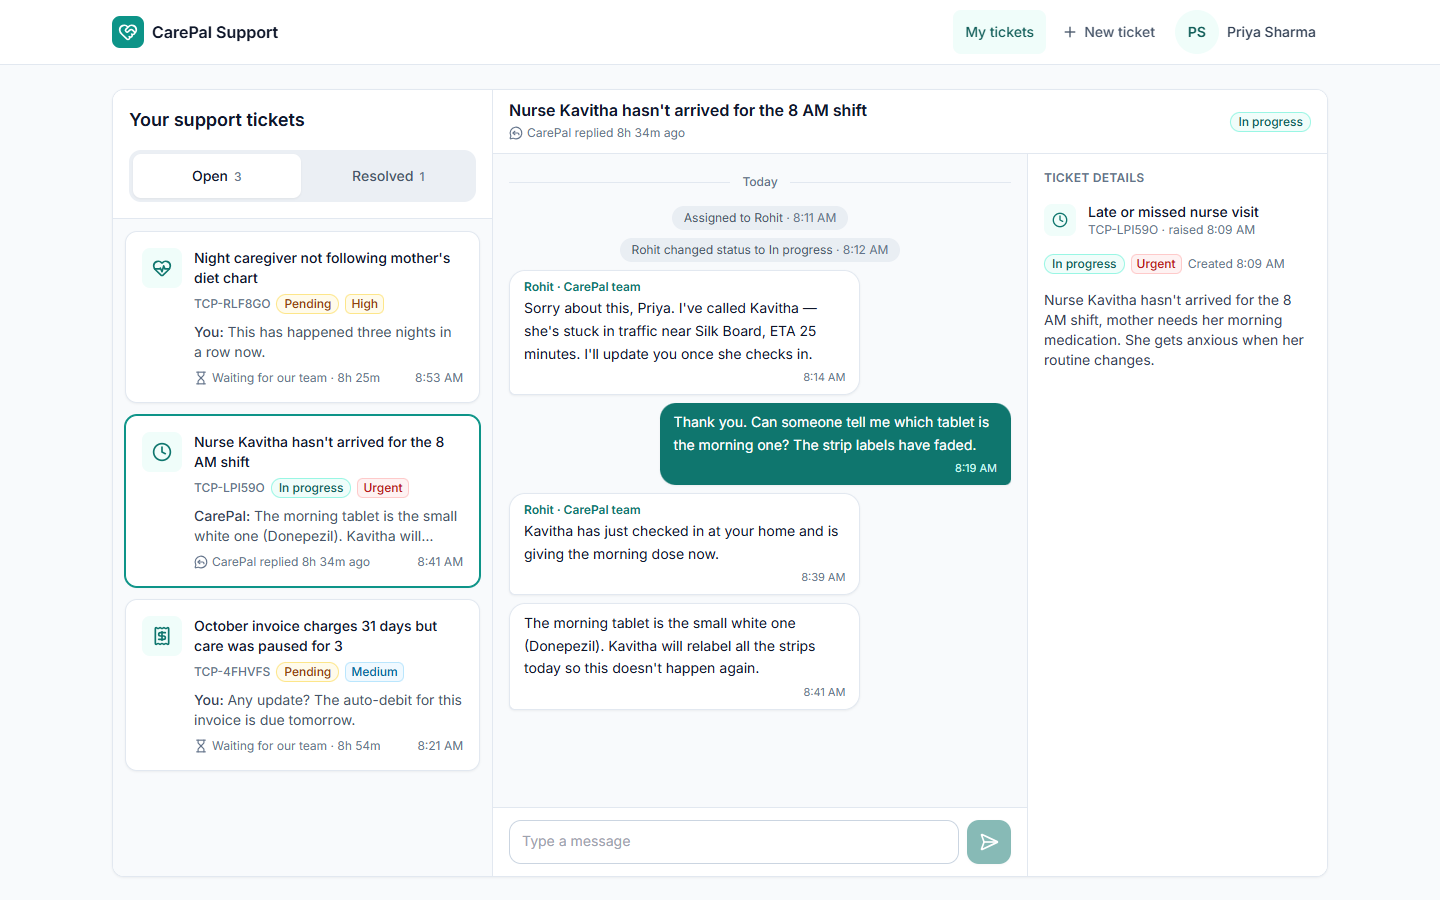 CarePal Support
My tickets
New ticket
PS
Priya Sharma
Your support tickets
Open 3
Resolved 1
Night caregiver not following mother's
diet chart
TCP-RLF8GO Pending High
You: This has happened three nights in
a row now.
Waiting for our team · 8h 25m 8:53 AM
Nurse Kavitha hasn't arrived for the 8
AM shift
TCP-LPI59O In progress Urgent
CarePal: The morning tablet is the small
white one (Donepezil). Kavitha will...
CarePal replied 8h 34m ago 8:41 AM
October invoice charges 31 days but
care was paused for 3
TCP-4FHVFS Pending Medium
You: Any update? The auto-debit for this
invoice is due tomorrow.
Waiting for our team · 8h 54m 8:21 AM
Nurse Kavitha hasn't arrived for the 8 AM shift
CarePal replied 8h 34m ago
In progress
Today
Assigned to Rohit · 8:11 AM
Rohit changed status to In progress · 8:12 AM
Rohit · CarePal team
Sorry about this, Priya. I've called Kavitha —
she's stuck in traffic near Silk Board, ETA 25
minutes. I'll update you once she checks in.
8:14 AM
Thank you. Can someone tell me which tablet is
the morning one? The strip labels have faded.
8:19 AM
Rohit · CarePal team
Kavitha has just checked in at your home and is
giving the morning dose now.
8:39 AM
The morning tablet is the small white one
(Donepezil). Kavitha will relabel all the strips
today so this doesn't happen again.
8:41 AM
Type a message
TICKET DETAILS
Late or missed nurse visit
TCP-LPI59O · raised 8:09 AM
In progress Urgent Created 8:09 AM
Nurse Kavitha hasn't arrived for the 8
AM shift, mother needs her morning
medication. She gets anxious when her
routine changes.